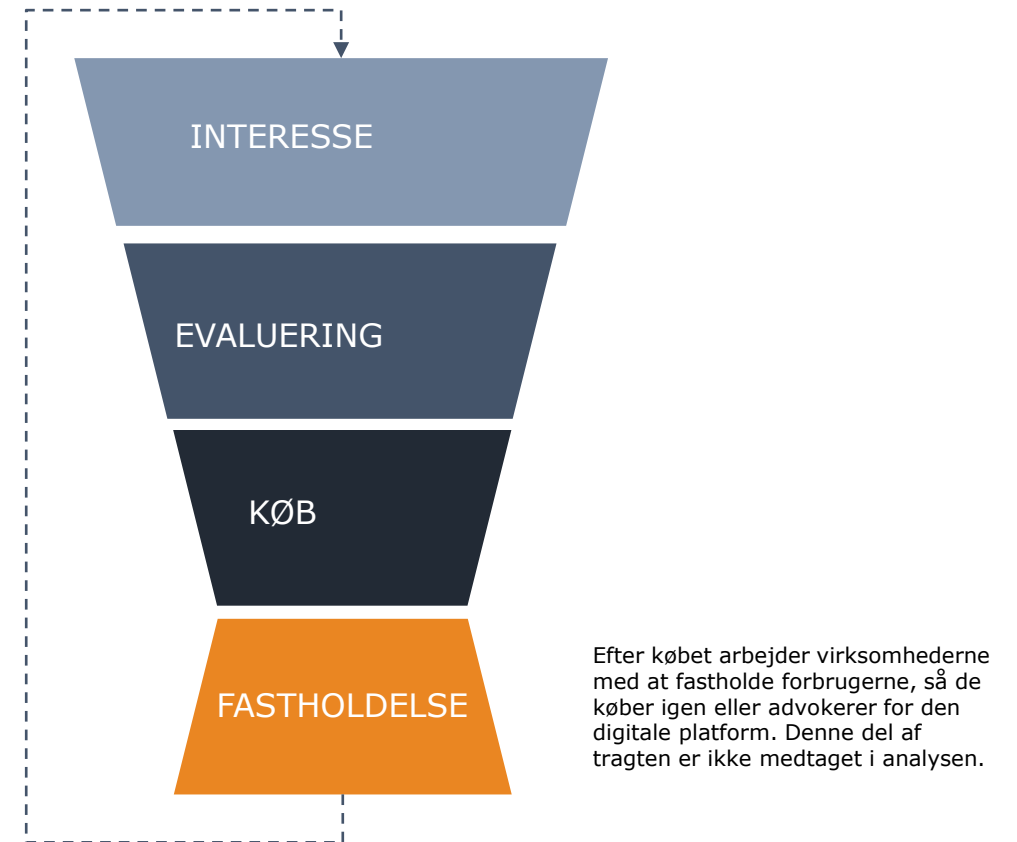 INTERESSE
EVALUERING
KØB
FASTHOLDELSE
Efter købet arbejder virksomhederne
med at fastholde forbrugerne, så de
køber igen eller advokerer for den
digitale platform. Denne del af
tragten er ikke medtaget i analysen.